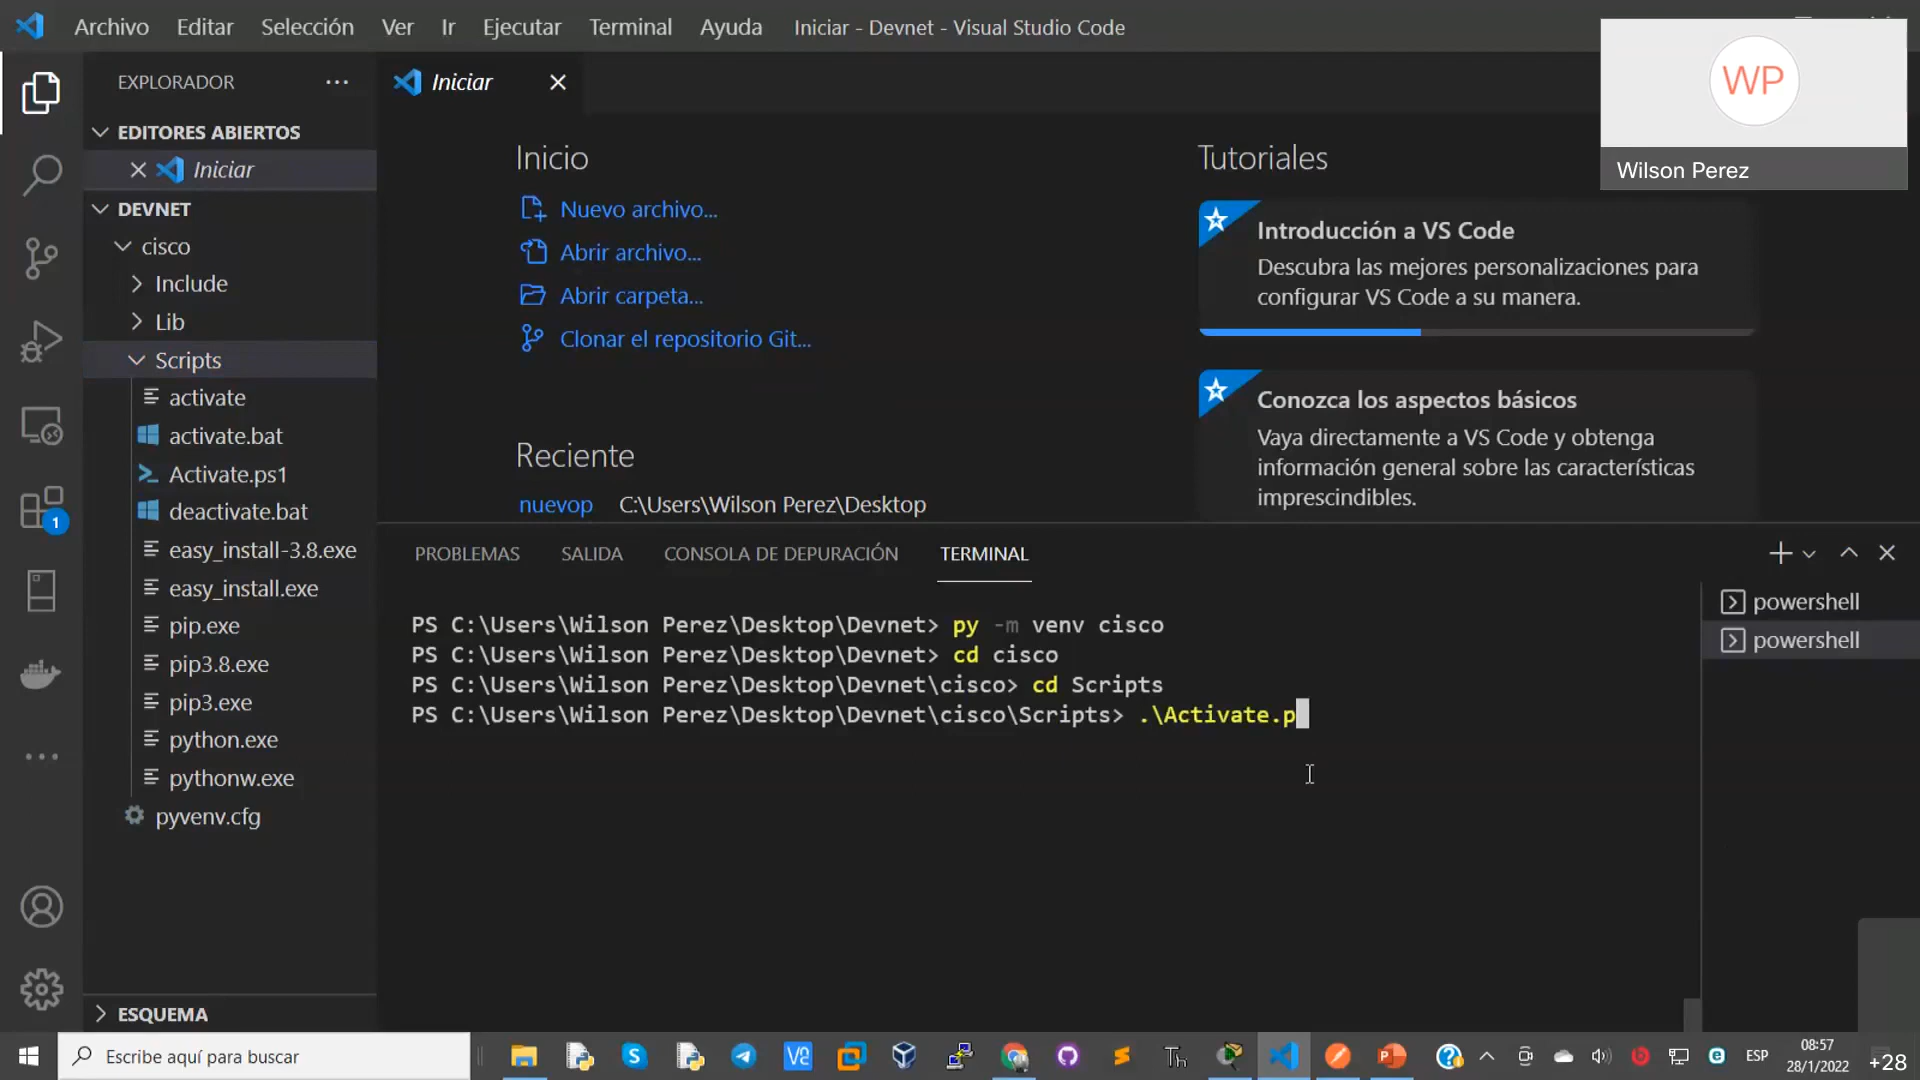 Archivo Editar Selección Ver Ir Ejecutar Terminal Ayuda Iniciar - Devnet - Visual Studio Code
WP
Wilson Perez
EXPLORADOR ···
EDITORES ABIERTOS
Iniciar
DEVNET
cisco
Include
Lib
Scripts
activate
activate.bat
Activate.ps1
deactivate.bat
easy_install-3.8.exe
easy_install.exe
pip.exe
pip3.8.exe
pip3.exe
python.exe
pythonw.exe
pyvenv.cfg
ESQUEMA
1
Iniciar
Inicio
Nuevo archivo...
Abrir archivo...
Abrir carpeta...
Clonar el repositorio Git...
Reciente
nuevop C:\Users\Wilson Perez\Desktop
Tutoriales
Introducción a VS Code
Descubra las mejores personalizaciones para
configurar VS Code a su manera.
Conozca los aspectos básicos
Vaya directamente a VS Code y obtenga
información general sobre las características
imprescindibles.
PROBLEMAS SALIDA CONSOLA DE DEPURACIÓN TERMINAL
PS C:\Users\Wilson Perez\Desktop\Devnet> py -m venv cisco
PS C:\Users\Wilson Perez\Desktop\Devnet> cd cisco
PS C:\Users\Wilson Perez\Desktop\Devnet\cisco> cd Scripts
PS C:\Users\Wilson Perez\Desktop\Devnet\cisco\Scripts> .\Activate.p
powershell
powershell
Escribe aquí para buscar
ESP
08:57
28/1/2022
+28